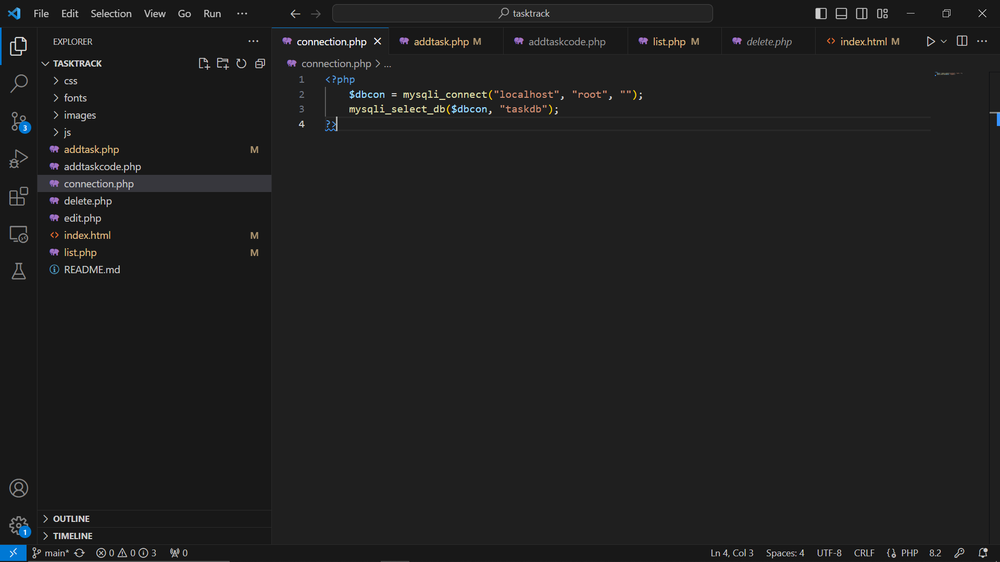 File Edit Selection View Go Run ···
tasktrack
EXPLORER ···
TASKTRACK
css
fonts
images
js
addtask.php M
addtaskcode.php
connection.php
delete.php
edit.php
index.html M
list.php M
README.md
OUTLINE
TIMELINE
3
1
connection.php addtask.php M addtaskcode.php list.php M delete.php index.html M ···
connection.php > ...
1 <?php
2 $dbcon = mysqli_connect("localhost", "root", "");
3 mysqli_select_db($dbcon, "taskdb");
4 ?>
main* 0 0 3 0 Ln 4, Col 3 Spaces: 4 UTF-8 CRLF PHP 8.2